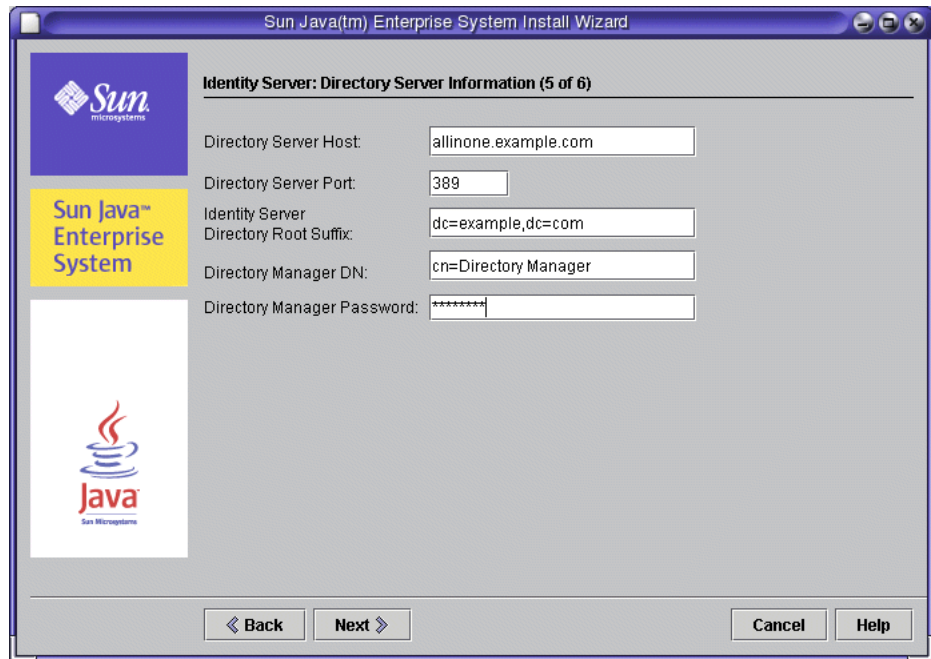 Sun Java(tm) Enterprise System Install Wizard
Sun
microsystems
Sun Java™
Enterprise
System
Java
Sun Microsystems
Identity Server: Directory Server Information (5 of 6)
Directory Server Host: allinone.example.com
Directory Server Port: 389
Identity Server
Directory Root Suffix: dc=example,dc=com
Directory Manager DN: cn=Directory Manager
Directory Manager Password: ********
Back Next Cancel Help